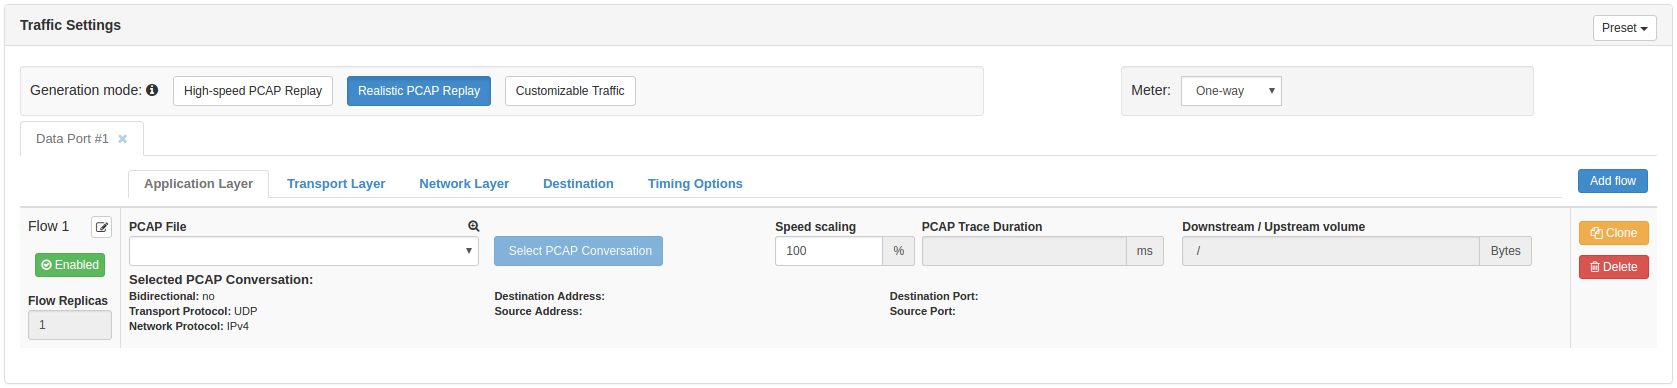 Traffic Settings
Preset
Generation mode: High-speed PCAP Replay Realistic PCAP Replay Customizable Traffic Meter: One-way
Data Port #1
Application Layer Transport Layer Network Layer Destination Timing Options Add flow
Flow 1 PCAP File Speed scaling PCAP Trace Duration Downstream / Upstream volume Clone
Select PCAP Conversation 100 % ms / Bytes
Enabled Delete
Selected PCAP Conversation:
Flow Replicas Bidirectional: no Destination Address: Destination Port:
Transport Protocol: UDP Source Address: Source Port:
1 Network Protocol: IPv4